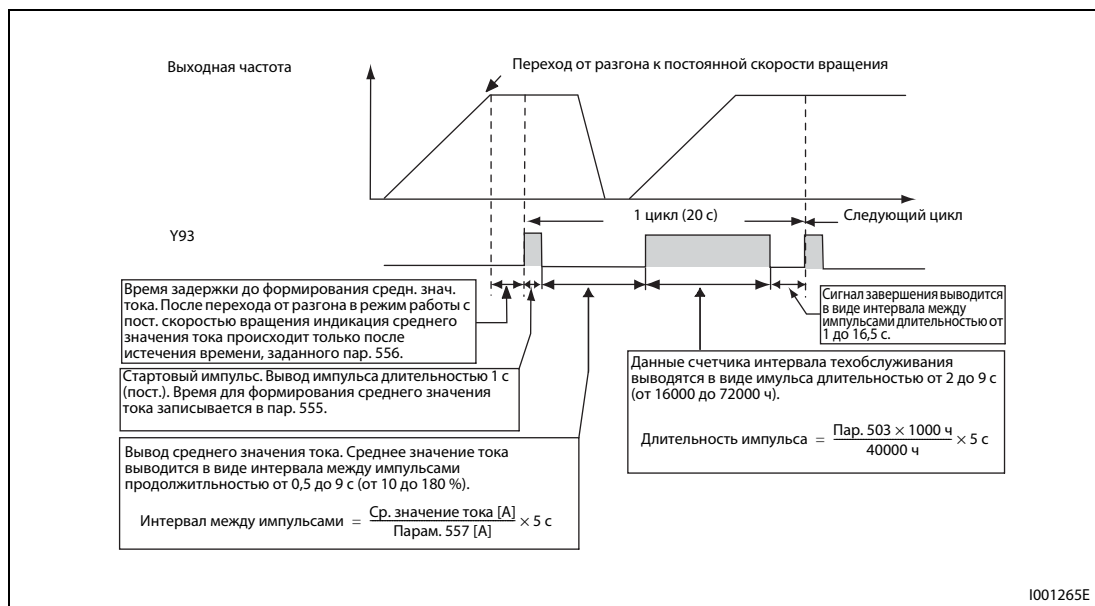 Выходная частота
Переход от разгона к постоянной скорости вращения
1 цикл (20 с)
Следующий цикл
Y93
Время задержки до формирования средн. знач.
тока. После перехода от разгона в режим работы с
пост. скоростью вращения индикация среднего
значения тока происходит только после
истечения времени, заданного пар. 556.
Стартовый импульс. Вывод импульса длительностью 1 с
(пост.). Время для формирования среднего значения
тока записывается в пар. 555.
Вывод среднего значения тока. Среднее значение тока
выводится в виде интервала между импульсами
продолжитльностью от 0,5 до 9 с (от 10 до 180 %).
Интервал между импульсами = Ср. значение тока [A] / Парам. 557 [A] × 5 с
Сигнал завершения выводится
в виде интервала между
импульсами длительностью от
1 до 16,5 с.
Данные счетчика интервала техобслуживания
выводятся в виде имульса длительностью от 2 до 9 с
(от 16000 до 72000 ч).
Длительность импульса = Пар. 503 × 1000 ч / 40000 ч × 5 с
I001265E